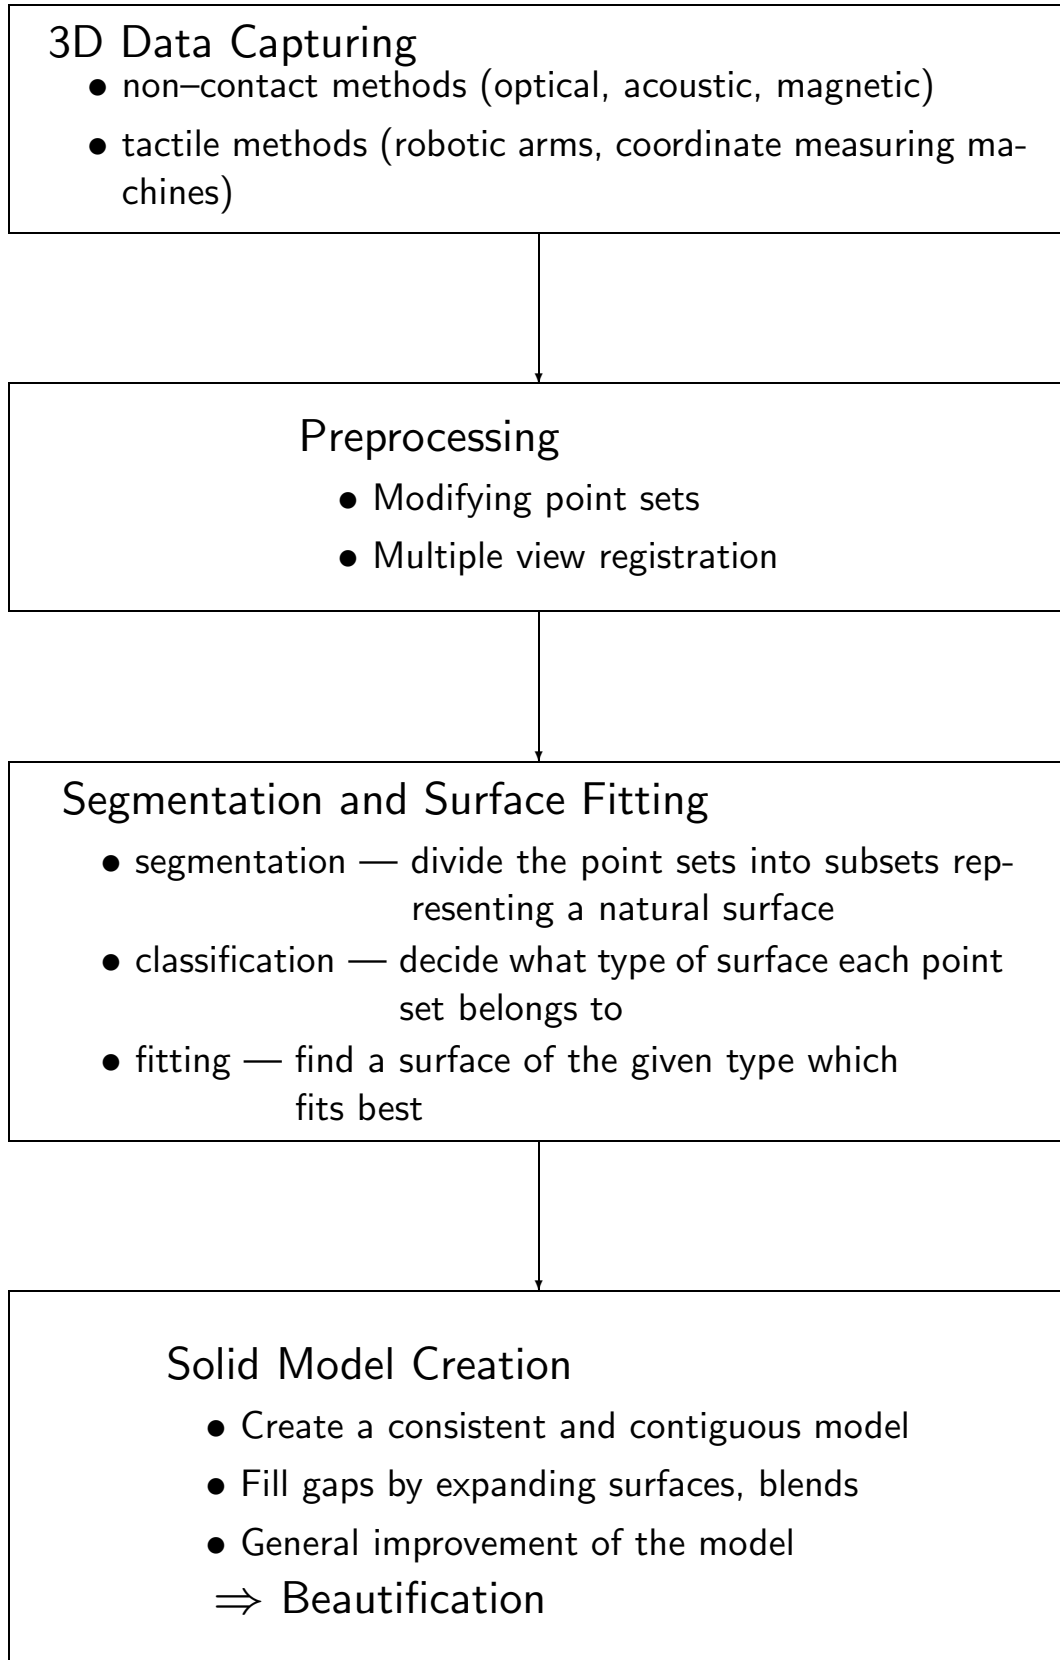 3D Data Capturing
• non–contact methods (optical, acoustic, magnetic)
• tactile methods (robotic arms, coordinate measuring ma-
chines)
Preprocessing
• Modifying point sets
• Multiple view registration
Segmentation and Surface Fitting
• segmentation — divide the point sets into subsets rep-
resenting a natural surface
• classification — decide what type of surface each point
set belongs to
• fitting — find a surface of the given type which
fits best
Solid Model Creation
• Create a consistent and contiguous model
• Fill gaps by expanding surfaces, blends
• General improvement of the model
⇒ Beautification